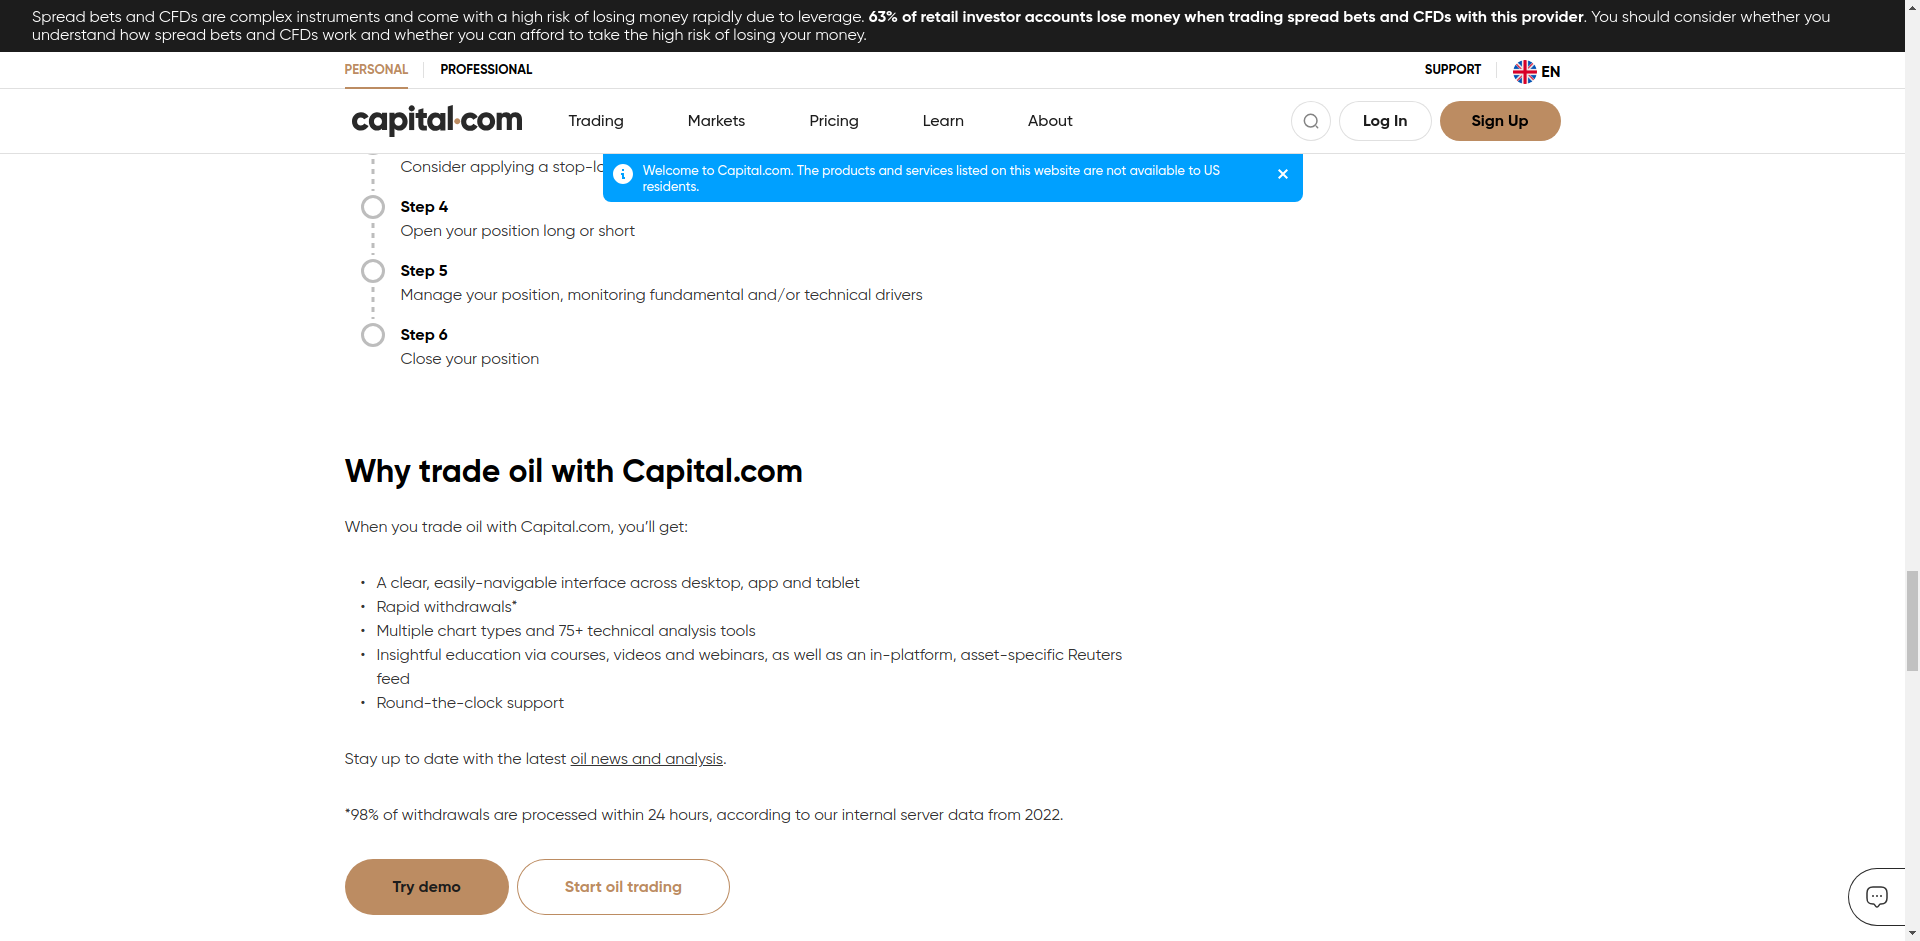 Spread bets and CFDs are complex instruments and come with a high risk of losing money rapidly due to leverage. 63% of retail investor accounts lose money when trading spread bets and CFDs with this provider. You should consider whether you
understand how spread bets and CFDs work and whether you can afford to take the high risk of losing your money.
PERSONAL PROFESSIONAL SUPPORT EN
capital.com Trading Markets Pricing Learn About Log In Sign Up
Consider applying a
Welcome to Capital.com. The products and services listed on this website are not available to US
residents.
Step 4
Open your position long or short
Step 5
Manage your position, monitoring fundamental and/or technical drivers
Step 6
Close your position
Why trade oil with Capital.com
When you trade oil with Capital.com, you’ll get:
• A clear, easily-navigable interface across desktop, app and tablet
• Rapid withdrawals*
• Multiple chart types and 75+ technical analysis tools
• Insightful education via courses, videos and webinars, as well as an in-platform, asset-specific Reuters
feed
• Round-the-clock support
Stay up to date with the latest oil news and analysis.
*98% of withdrawals are processed within 24 hours, according to our internal server data from 2022.
Try demo Start oil trading